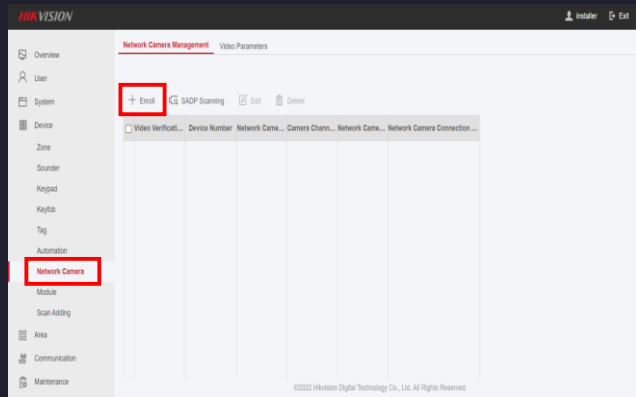 HIKVISION
installer
Exit
Overview
User
System
Device
Zone
Sounder
Keypad
Keyfob
Tag
Automation
Network Camera
Module
Scan Adding
Area
Communication
Maintenance
Network Camera Management Video Parameters
Enroll SADP Scanning Edit Delete
Video Verificati... Device Number Network Came... Camera Chann... Network Came... Network Camera Connection ...
©2022 Hikvision Digital Technology Co., Ltd. All Rights Reserved.